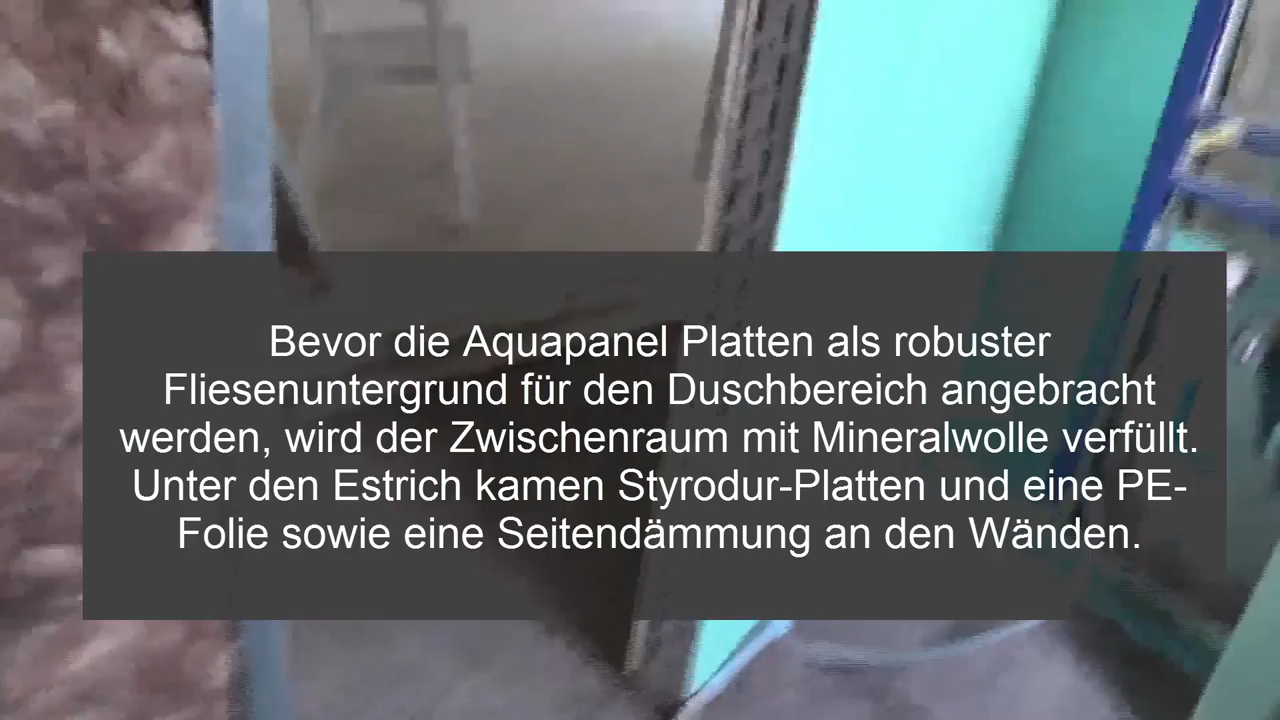 Bevor die Aquapanel Platten als robuster
Fliesenuntergrund für den Duschbereich angebracht
werden, wird der Zwischenraum mit Mineralwolle verfüllt.
Unter den Estrich kamen Styrodur-Platten und eine PE-
Folie sowie eine Seitendämmung an den Wänden.